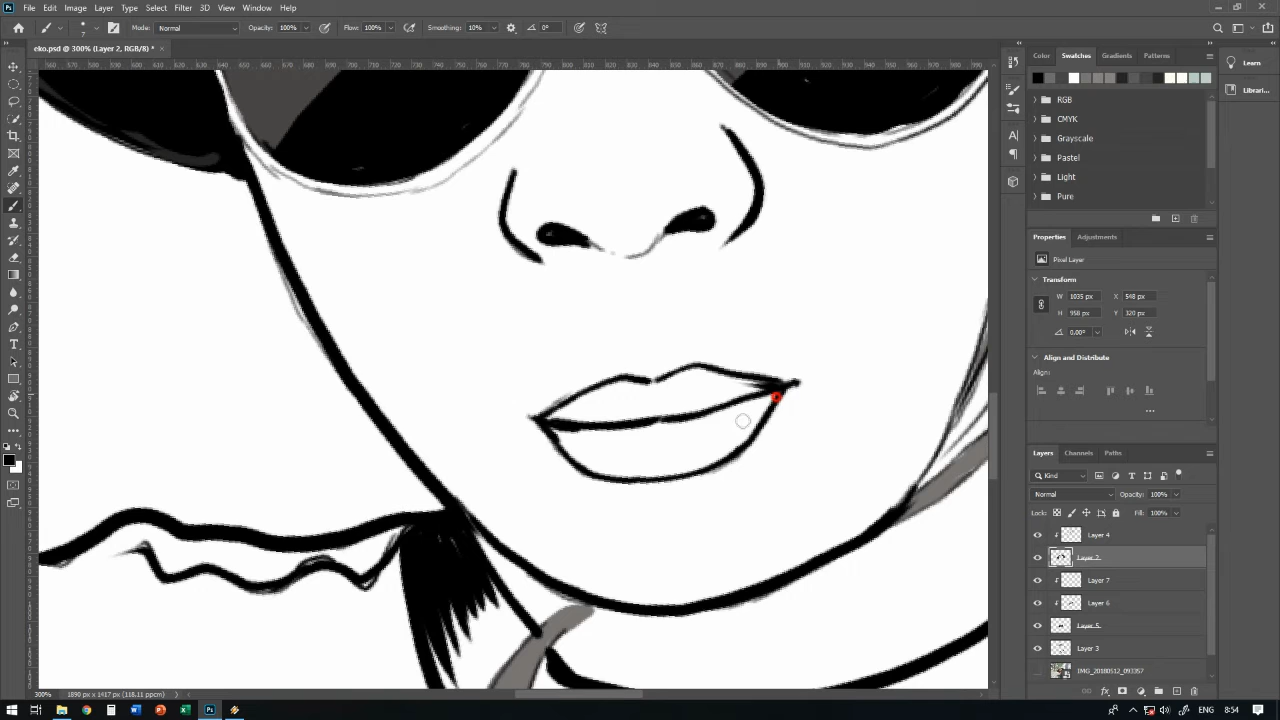 File Edit Image Layer Type Select Filter 3D View Window Help
7 Mode: Normal Opacity: 100% Flow: 100% Smoothing: 10% 0°
eko.psd @ 300% (Layer 2, RGB/8) *
Color Swatches Gradients Patterns
Learn
Librari...
RGB
CMYK
Grayscale
Pastel
Light
Pure
Properties Adjustments
Pixel Layer
Transform
W 1035 px X 548 px
H 958 px Y 320 px
0.00°
Align and Distribute
Align:
Layers Channels Paths
Kind
Normal Opacity: 100%
Lock: Fill: 100%
Layer 4
Layer 2
Layer 7
Layer 6
Layer 5
Layer 3
IMG_20180512_093357
300% 1890 px x 1417 px (118.11 ppcm)
ENG 8:54